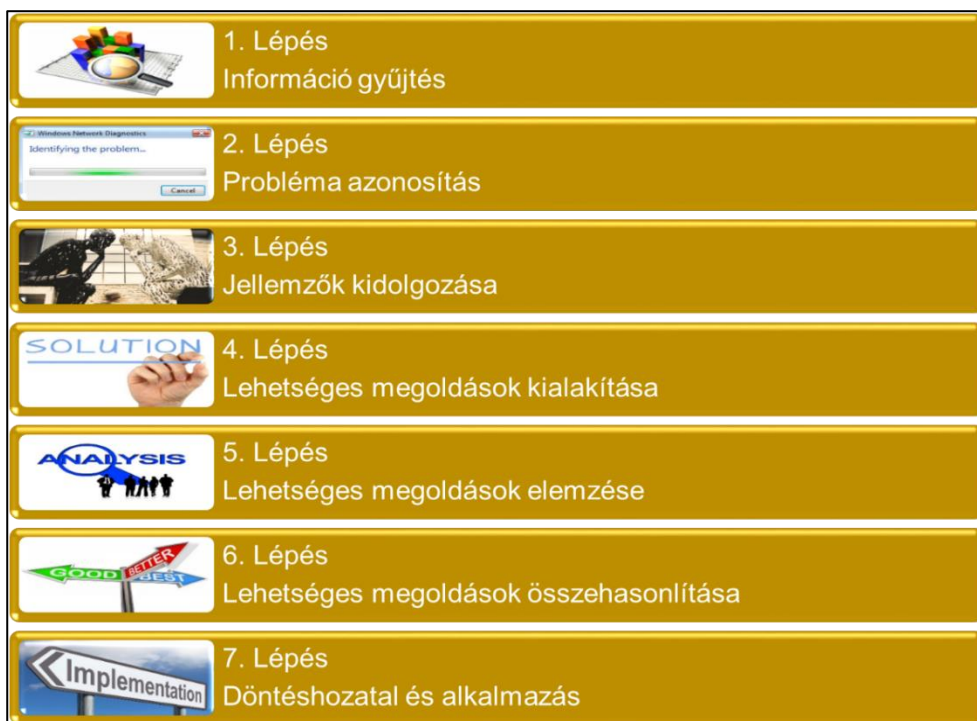 1. Lépés
Információ gyűjtés
Windows Network Diagnostics
Identifying the problem...
Cancel
2. Lépés
Probléma azonosítás
3. Lépés
Jellemzők kidolgozása
SOLUTION
4. Lépés
Lehetséges megoldások kialakítása
ANALYSIS
5. Lépés
Lehetséges megoldások elemzése
GOOD
BETTER
BEST
6. Lépés
Lehetséges megoldások összehasonlítása
Implementation
7. Lépés
Döntéshozatal és alkalmazás